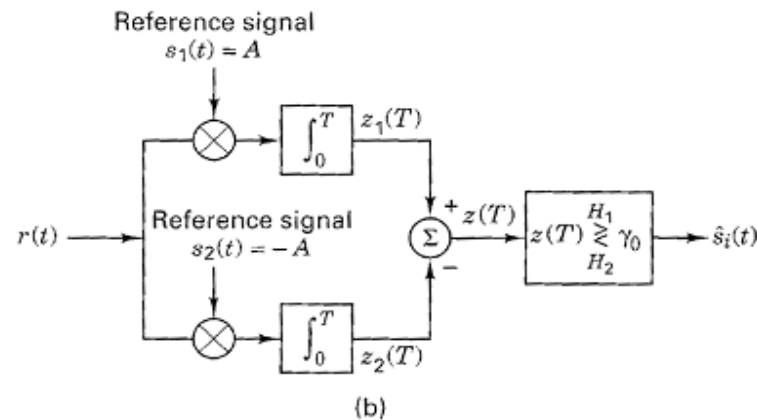 Reference signal
s₁(t) = A
∫₀ᵀ
z₁(T)
r(t)
Reference signal
s₂(t) = − A
∫₀ᵀ
z₂(T)
+
Σ
−
z(T)
H₁
z(T) ≷ γ₀
H₂
ŝᵢ(t)
(b)